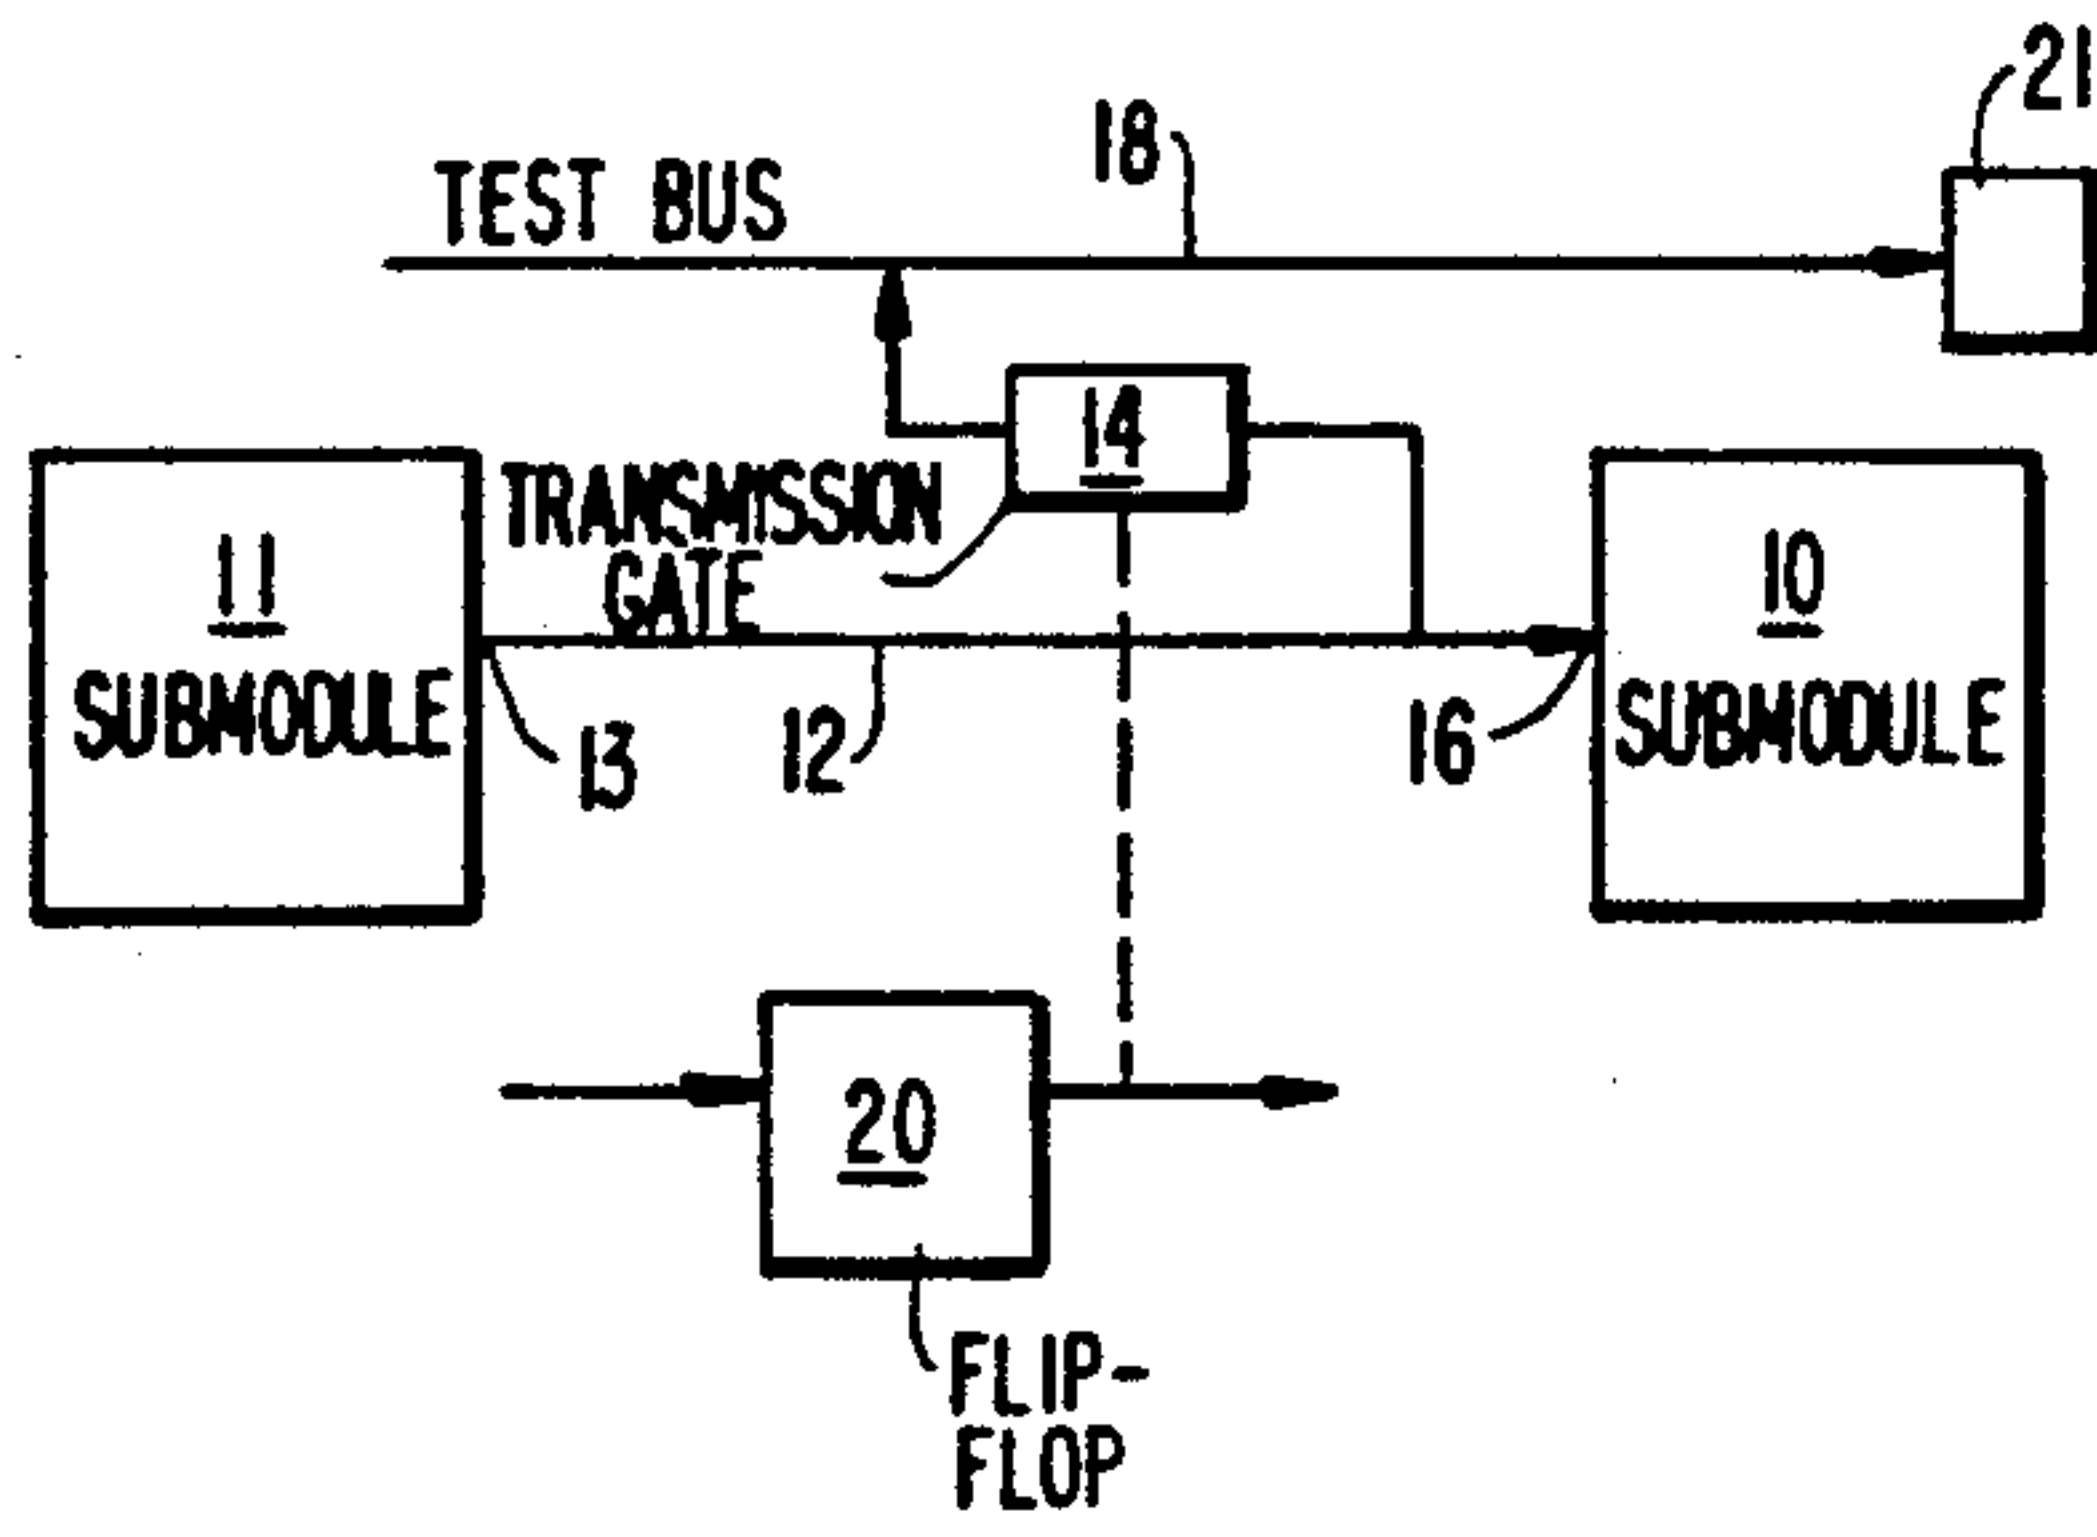 21
18
TEST BUS
14
TRANSMISSION
GATE
11
SUBMODULE
10
SUBMODULE
13
12
16
20
FLIP-
FLOP